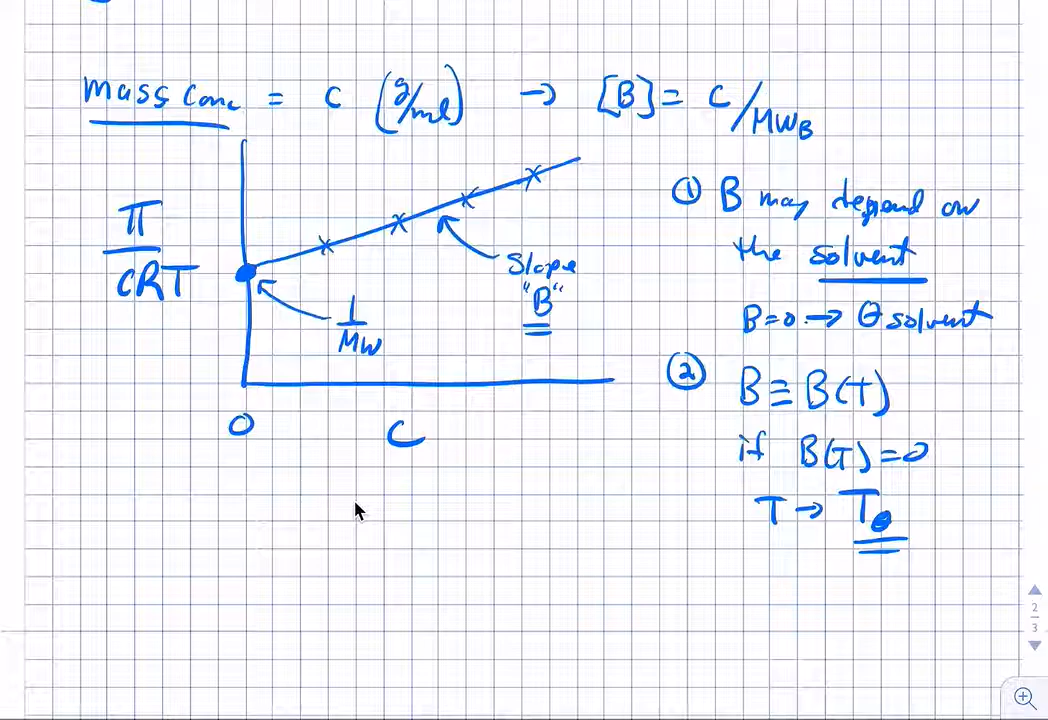 Mass Conc = C (g/ml) → [B] = C/MW_B
π/CRT
Slope
"B"
1/MW
0
C
① B may depend on
the solvent
B=0 → θ solvent
② B ≡ B(T)
if B(T)=0
T → T_θ
2
3